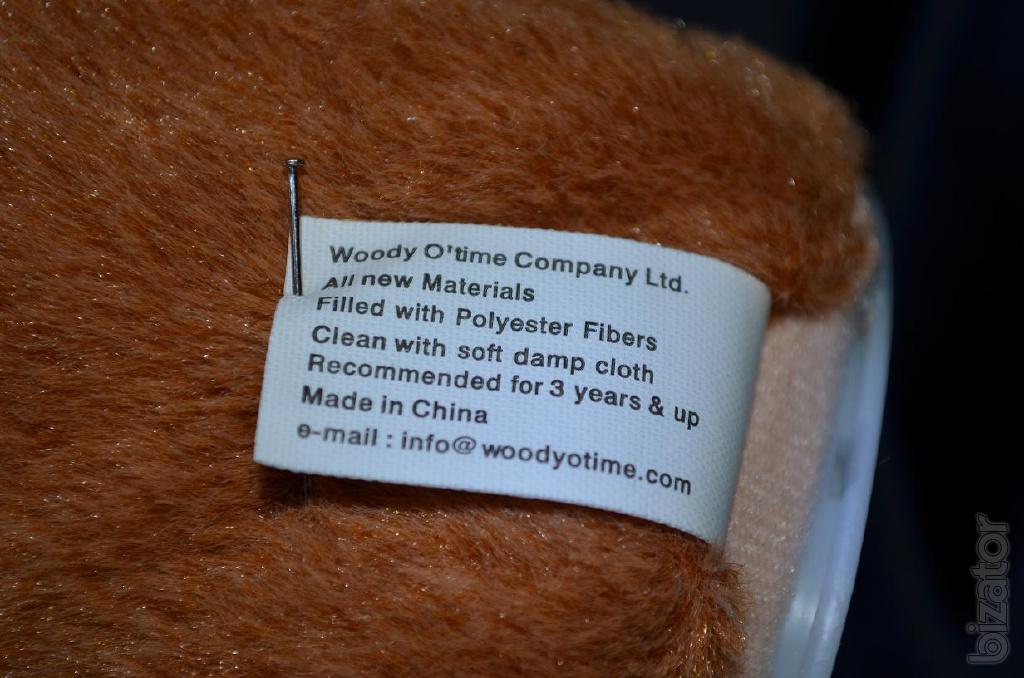 Woody O'time Company Ltd.
All new Materials
Filled with Polyester Fibers
Clean with soft damp cloth
Recommended for 3 years & up
Made in China
e-mail : info@woodyotime.com
bizator